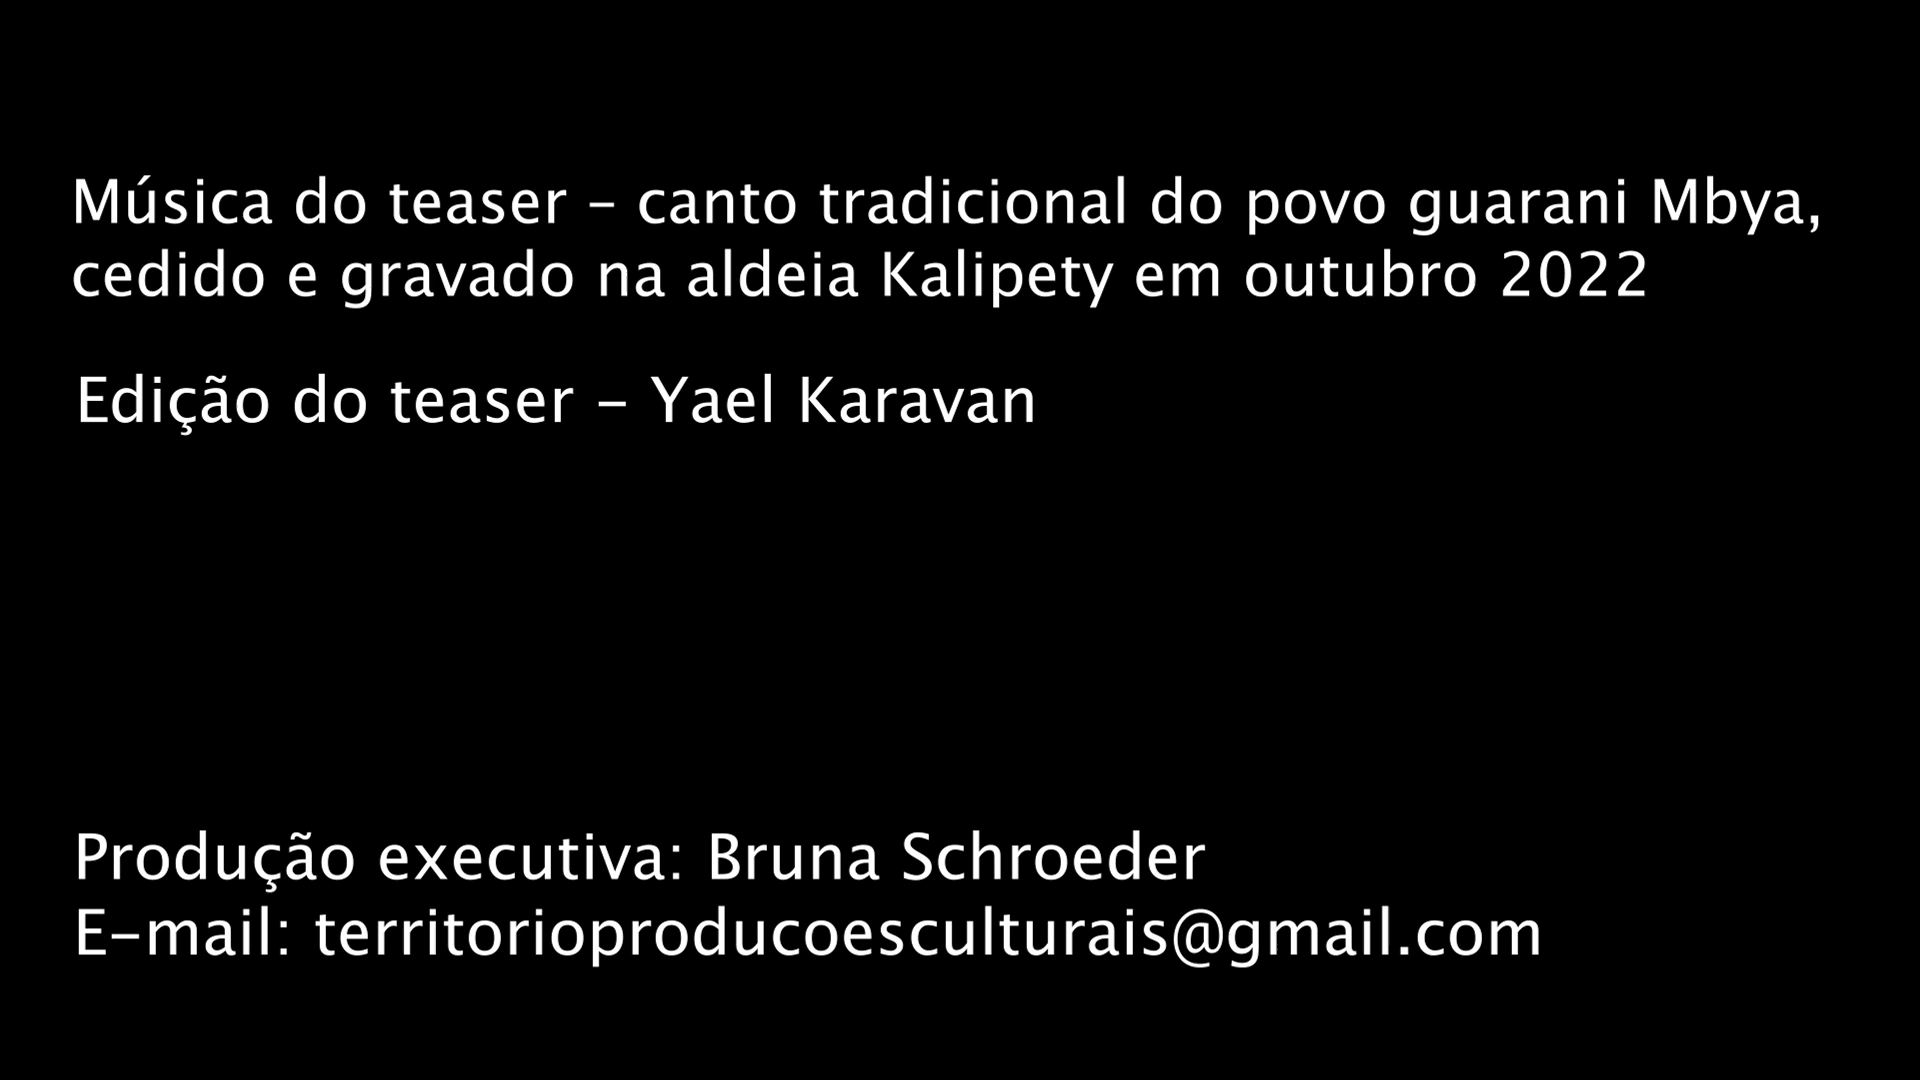 Música do teaser – canto tradicional do povo guarani Mbya,
cedido e gravado na aldeia Kalipety em outubro 2022
Edição do teaser – Yael Karavan
Produção executiva: Bruna Schroeder
E-mail: territorioproducoesculturais@gmail.com